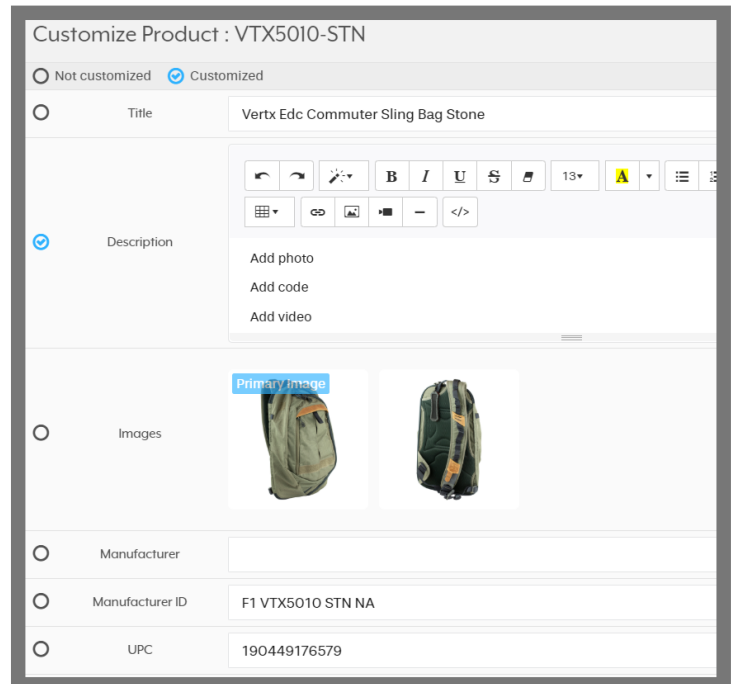 Customize Product : VTX5010-STN
Not customized Customized
Title Vertx Edc Commuter Sling Bag Stone
B I U S 13 A
</>
Description
Add photo
Add code
Add video
Primary Image
Images
Manufacturer
Manufacturer ID F1 VTX5010 STN NA
UPC 190449176579